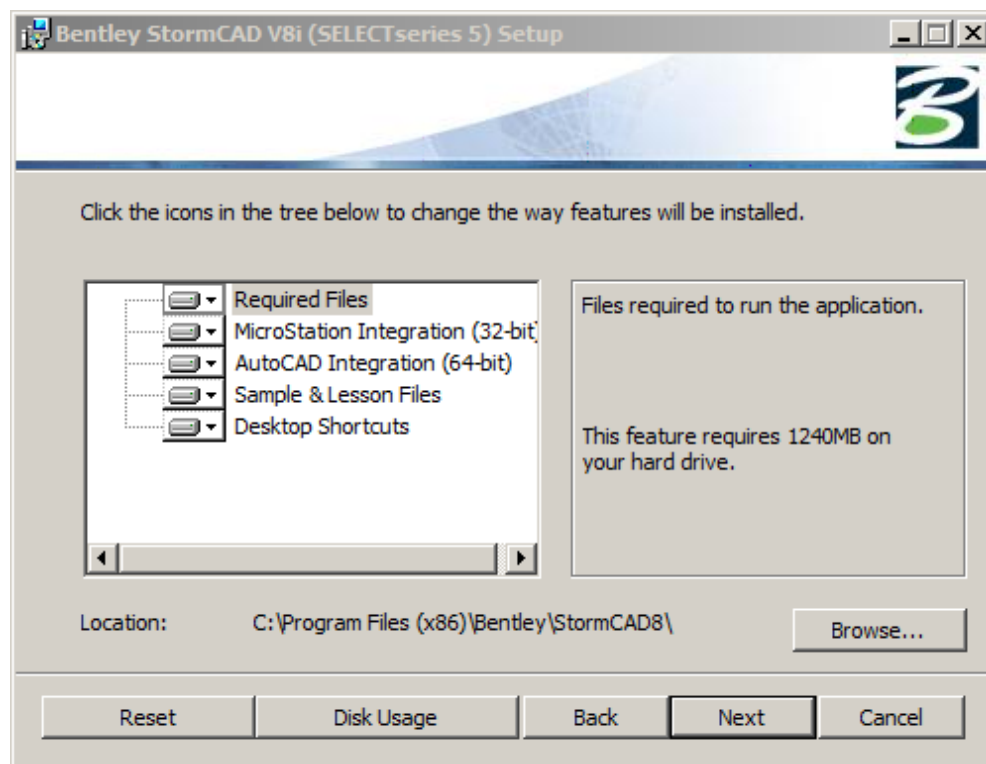 Bentley StormCAD V8i (SELECTseries 5) Setup
Click the icons in the tree below to change the way features will be installed.
Required Files
MicroStation Integration (32-bit)
AutoCAD Integration (64-bit)
Sample & Lesson Files
Desktop Shortcuts
Files required to run the application.
This feature requires 1240MB on
your hard drive.
Location: C:\Program Files (x86)\Bentley\StormCAD8\
Browse...
Reset Disk Usage Back Next Cancel